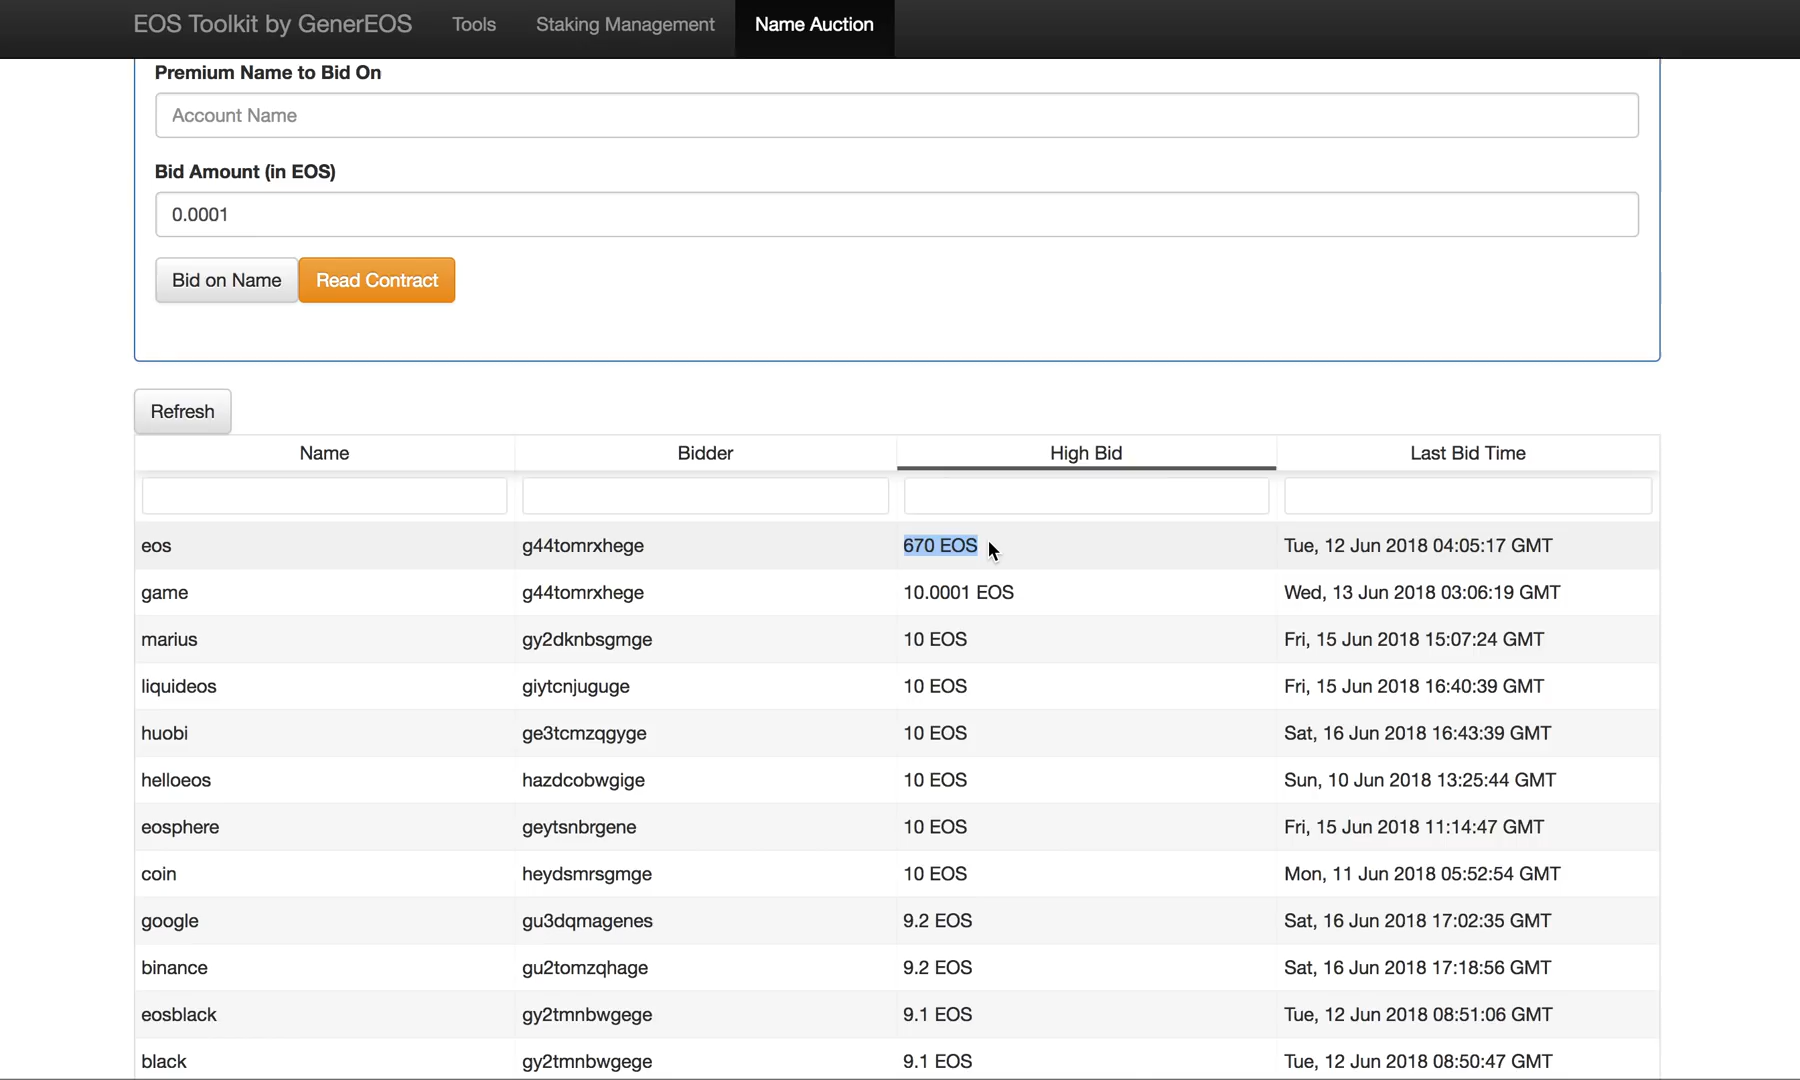 EOS Toolkit by GenerEOS Tools Staking Management Name Auction
Premium Name to Bid On
Account Name
Bid Amount (in EOS)
0.0001
Bid on Name Read Contract
Refresh
Name Bidder High Bid Last Bid Time
eos g44tomrxhege 670 EOS Tue, 12 Jun 2018 04:05:17 GMT
game g44tomrxhege 10.0001 EOS Wed, 13 Jun 2018 03:06:19 GMT
marius gy2dknbsgmge 10 EOS Fri, 15 Jun 2018 15:07:24 GMT
liquideos giytcnjuguge 10 EOS Fri, 15 Jun 2018 16:40:39 GMT
huobi ge3tcmzqgyge 10 EOS Sat, 16 Jun 2018 16:43:39 GMT
helloeos hazdcobwgige 10 EOS Sun, 10 Jun 2018 13:25:44 GMT
eosphere geytsnbrgene 10 EOS Fri, 15 Jun 2018 11:14:47 GMT
coin heydsmrsgmge 10 EOS Mon, 11 Jun 2018 05:52:54 GMT
google gu3dqmagenes 9.2 EOS Sat, 16 Jun 2018 17:02:35 GMT
binance gu2tomzqhage 9.2 EOS Sat, 16 Jun 2018 17:18:56 GMT
eosblack gy2tmnbwgege 9.1 EOS Tue, 12 Jun 2018 08:51:06 GMT
black gy2tmnbwgege 9.1 EOS Tue, 12 Jun 2018 08:50:47 GMT